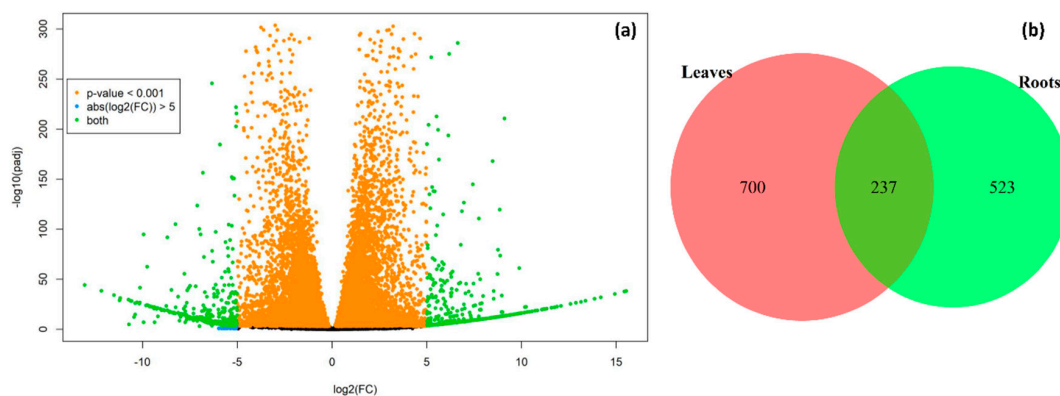 (a)
300
250
200
150
100
50
0
-log10(padj)
p-value < 0.001
abs(log2(FC)) > 5
both
-10
-5
0
5
10
15
log2(FC)
(b)
Leaves
Roots
700
237
523